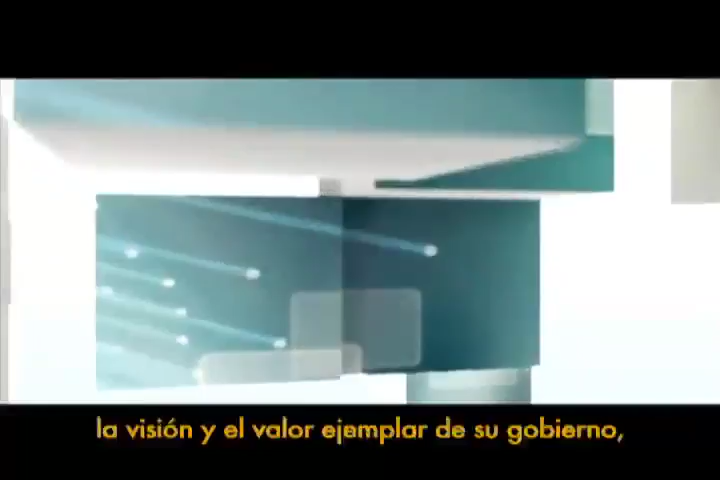 la visión y el valor ejemplar de su gobierno,